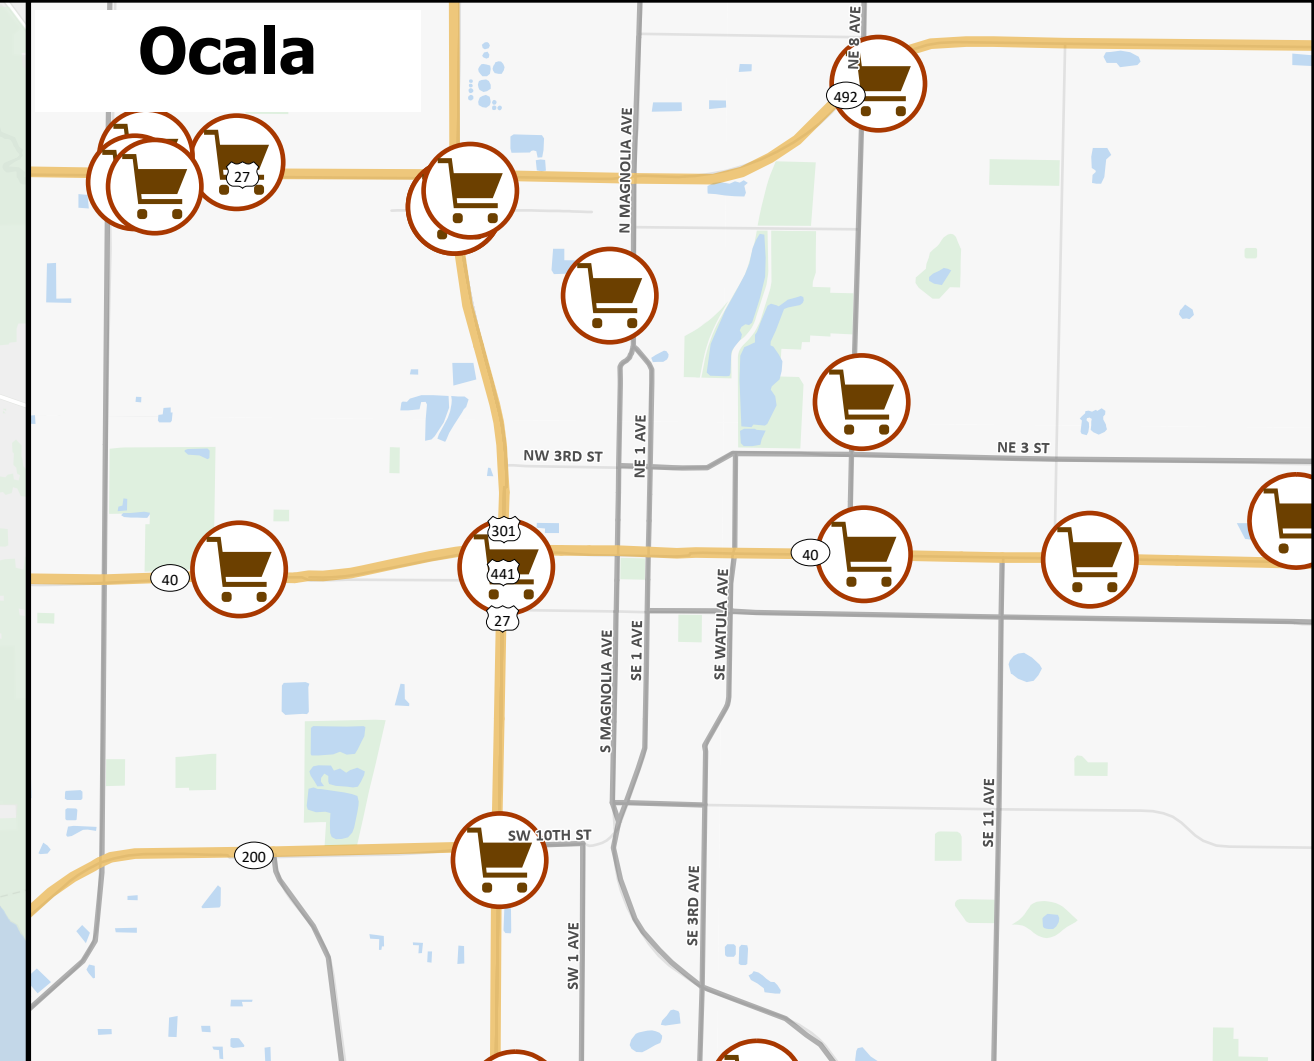 Ocala
NE 8 AVE
492
N MAGNOLIA AVE
27
NE 1 AVE
NW 3RD ST
NE 3 ST
301
441
27
40
40
SE WATULA AVE
SE 1 AVE
S MAGNOLIA AVE
SE 11 AVE
SW 10TH ST
200
SE 3RD AVE
SW 1 AVE